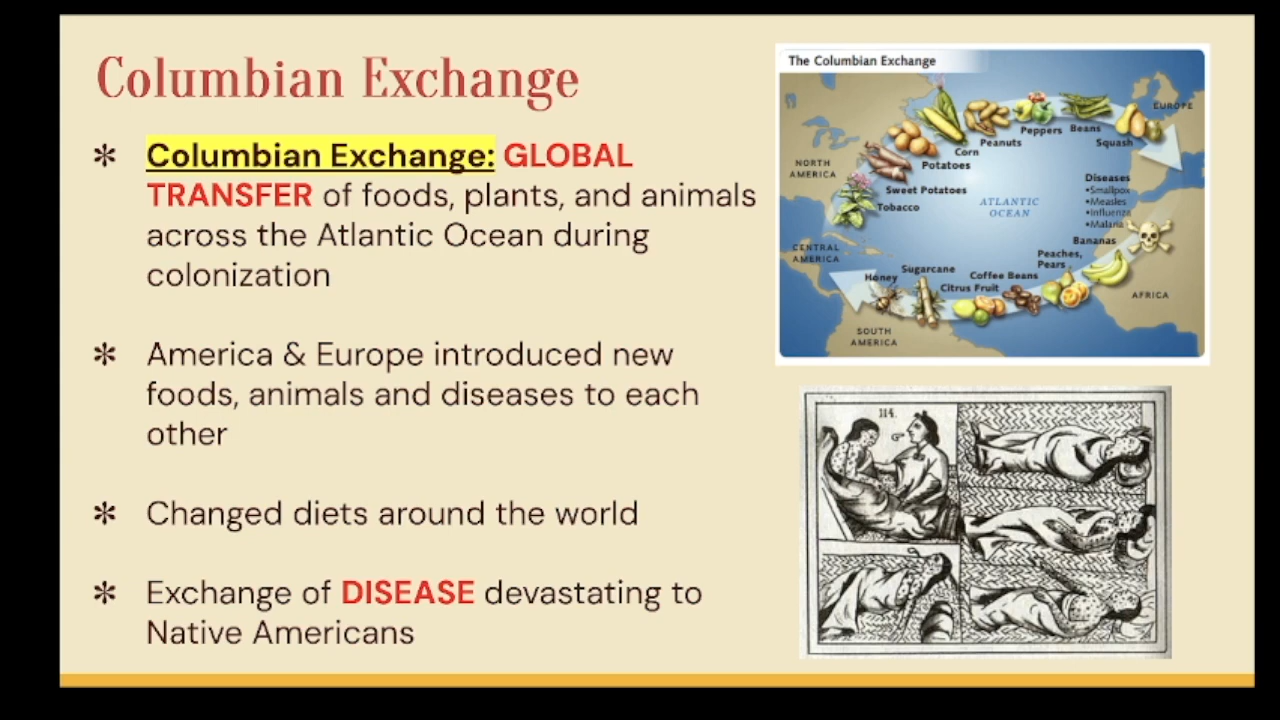 Columbian Exchange
* Columbian Exchange: GLOBAL
TRANSFER of foods, plants, and animals
across the Atlantic Ocean during
colonization
* America & Europe introduced new
foods, animals and diseases to each
other
* Changed diets around the world
* Exchange of DISEASE devastating to
Native Americans
The Columbian Exchange
EUROPE
Peppers
Beans
Squash
Peanuts
Corn
Potatoes
NORTH
AMERICA
Sweet Potatoes
Tobacco
ATLANTIC
OCEAN
Diseases
•Smallpox
•Measles
•Influenza
•Malaria
CENTRAL
AMERICA
Bananas
Peaches,
Pears
Coffee Beans
Citrus Fruit
Sugarcane
Honey
AFRICA
SOUTH
AMERICA
114.